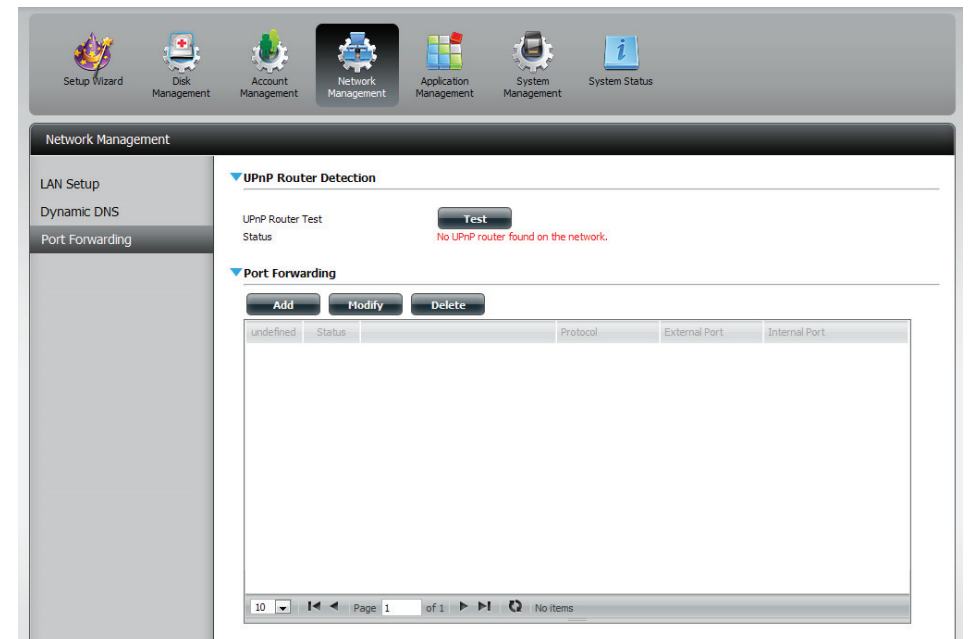 Setup Wizard
Disk
Management
Account
Management
Network
Management
Application
Management
System
Management
System Status
Network Management
LAN Setup
Dynamic DNS
Port Forwarding
UPnP Router Detection
UPnP Router Test Test
Status No UPnP router found on the network.
Port Forwarding
Add Modify Delete
undefined Status Protocol External Port Internal Port
10 Page 1 of 1 No items